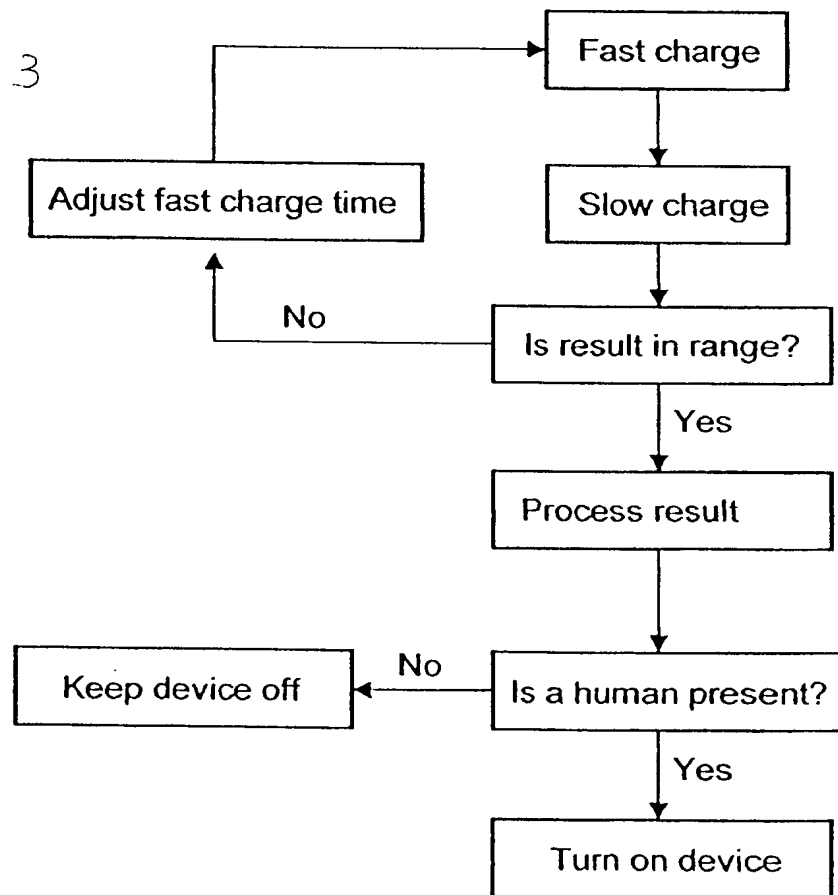 3
Fast charge
Adjust fast charge time
Slow charge
No
Is result in range?
Yes
Process result
Keep device off
No
Is a human present?
Yes
Turn on device